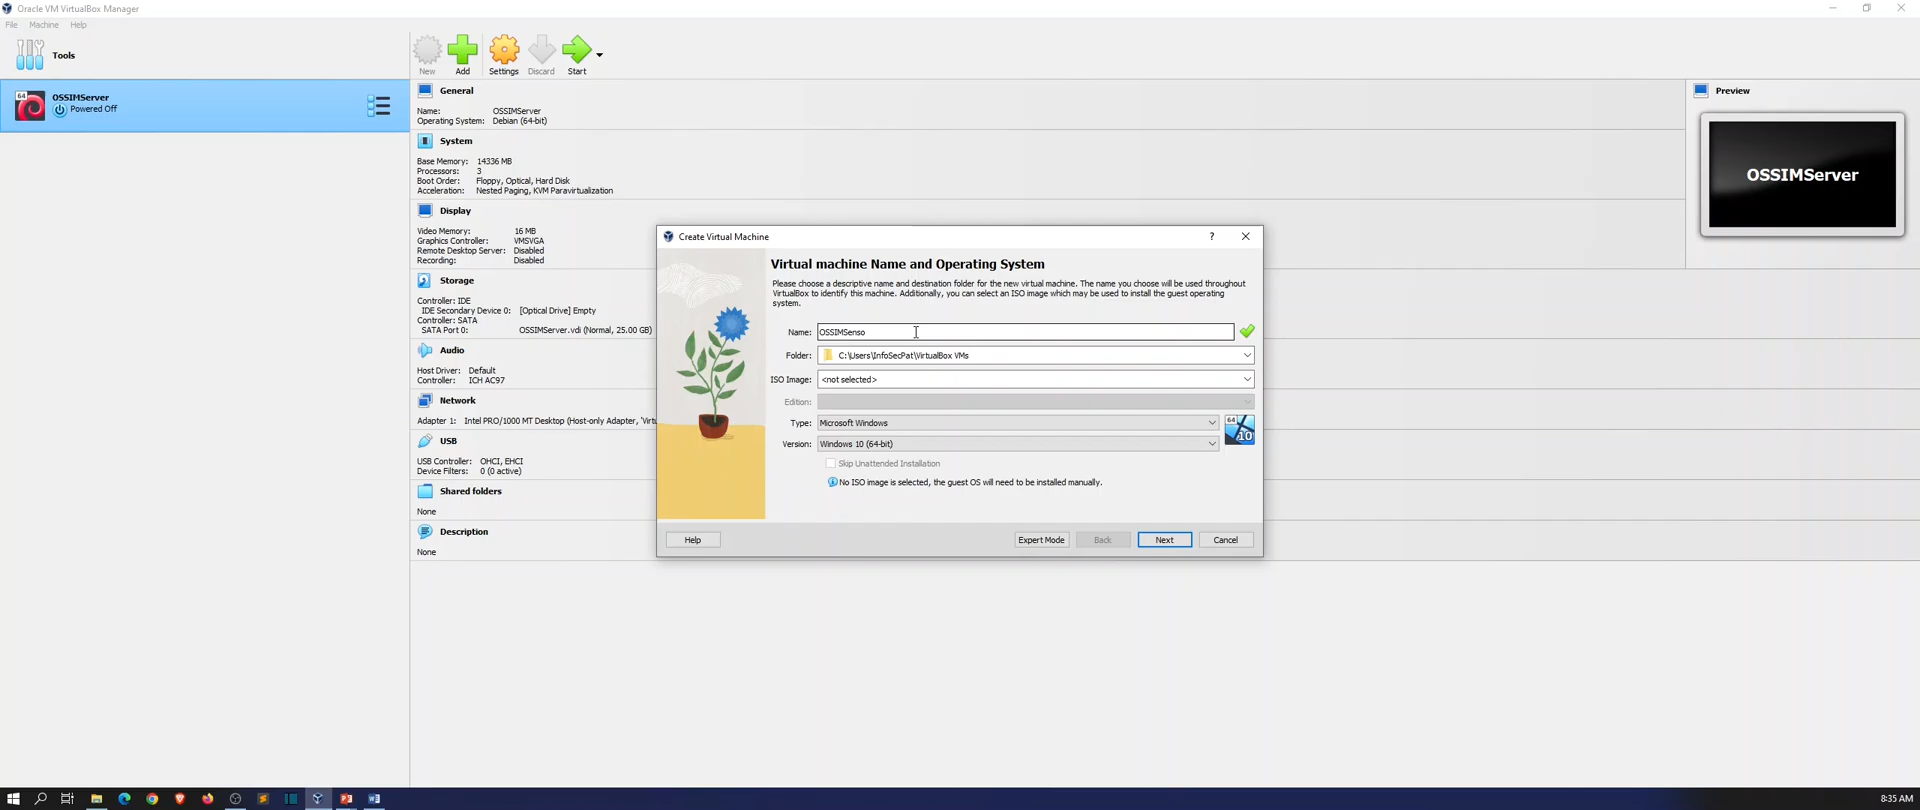 Oracle VM VirtualBox Manager
File Machine Help
Tools
New Add Settings Discard Start
64 OSSIMServer
Powered Off
General
Name: OSSIMServer
Operating System: Debian (64-bit)
System
Base Memory: 14336 MB
Processors: 3
Boot Order: Floppy, Optical, Hard Disk
Acceleration: Nested Paging, KVM Paravirtualization
Display
Video Memory: 16 MB
Graphics Controller: VMSVGA
Remote Desktop Server: Disabled
Recording: Disabled
Storage
Controller: IDE
IDE Secondary Device 0: [Optical Drive] Empty
Controller: SATA
SATA Port 0: OSSIMServer.vdi (Normal, 25.00 GB)
Audio
Host Driver: Default
Controller: ICH AC97
Network
Adapter 1: Intel PRO/1000 MT Desktop (Host-only Adapter, 'Virtu
USB
USB Controller: OHCI, EHCI
Device Filters: 0 (0 active)
Shared folders
None
Description
None
Preview
OSSIMServer
Create Virtual Machine ?
Virtual machine Name and Operating System
Please choose a descriptive name and destination folder for the new virtual machine. The name you choose will be used throughout
VirtualBox to identify this machine. Additionally, you can select an ISO image which may be used to install the guest operating
system.
Name: OSSIMSenso
Folder: C:\Users\InfoSecPat\VirtualBox VMs
ISO Image: <not selected>
Edition:
Type: Microsoft Windows
64 10
Version: Windows 10 (64-bit)
Skip Unattended Installation
No ISO image is selected, the guest OS will need to be installed manually.
Help Expert Mode Back Next Cancel
8:35 AM